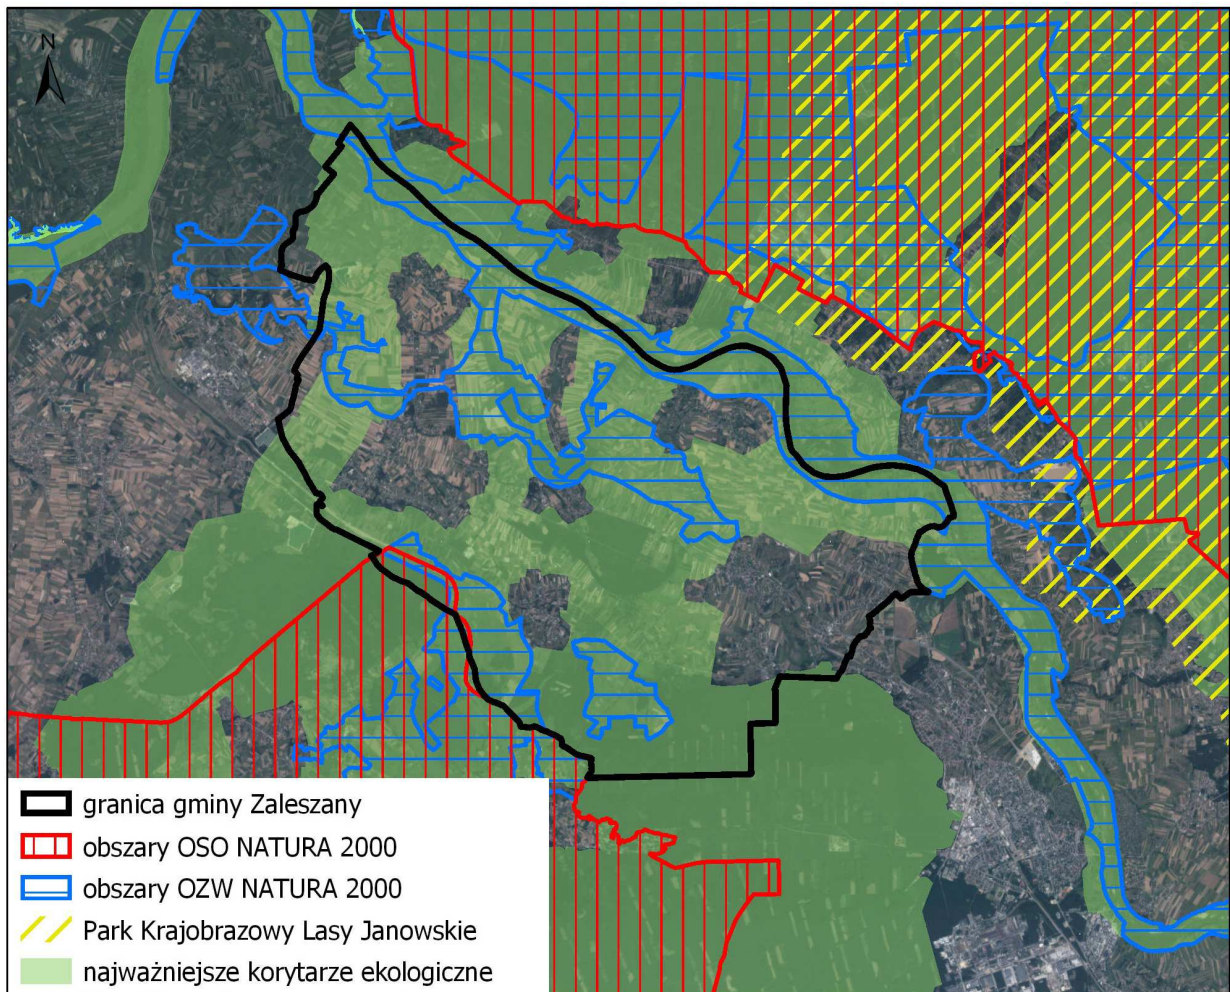 N
granica gminy Zaleszany
obszary OSO NATURA 2000
obszary OZW NATURA 2000
Park Krajobrazowy Lasy Janowskie
najważniejsze korytarze ekologiczne